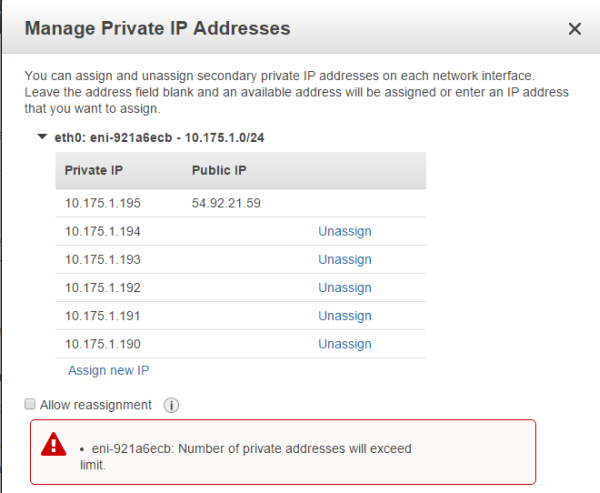 Manage Private IP Addresses
You can assign and unassign secondary private IP addresses on each network interface.
Leave the address field blank and an available address will be assigned or enter an IP address
that you want to assign.
eth0: eni-921a6ecb - 10.175.1.0/24
Private IP Public IP
10.175.1.195 54.92.21.59
10.175.1.194 Unassign
10.175.1.193 Unassign
10.175.1.192 Unassign
10.175.1.191 Unassign
10.175.1.190 Unassign
Assign new IP
Allow reassignment
• eni-921a6ecb: Number of private addresses will exceed
limit.